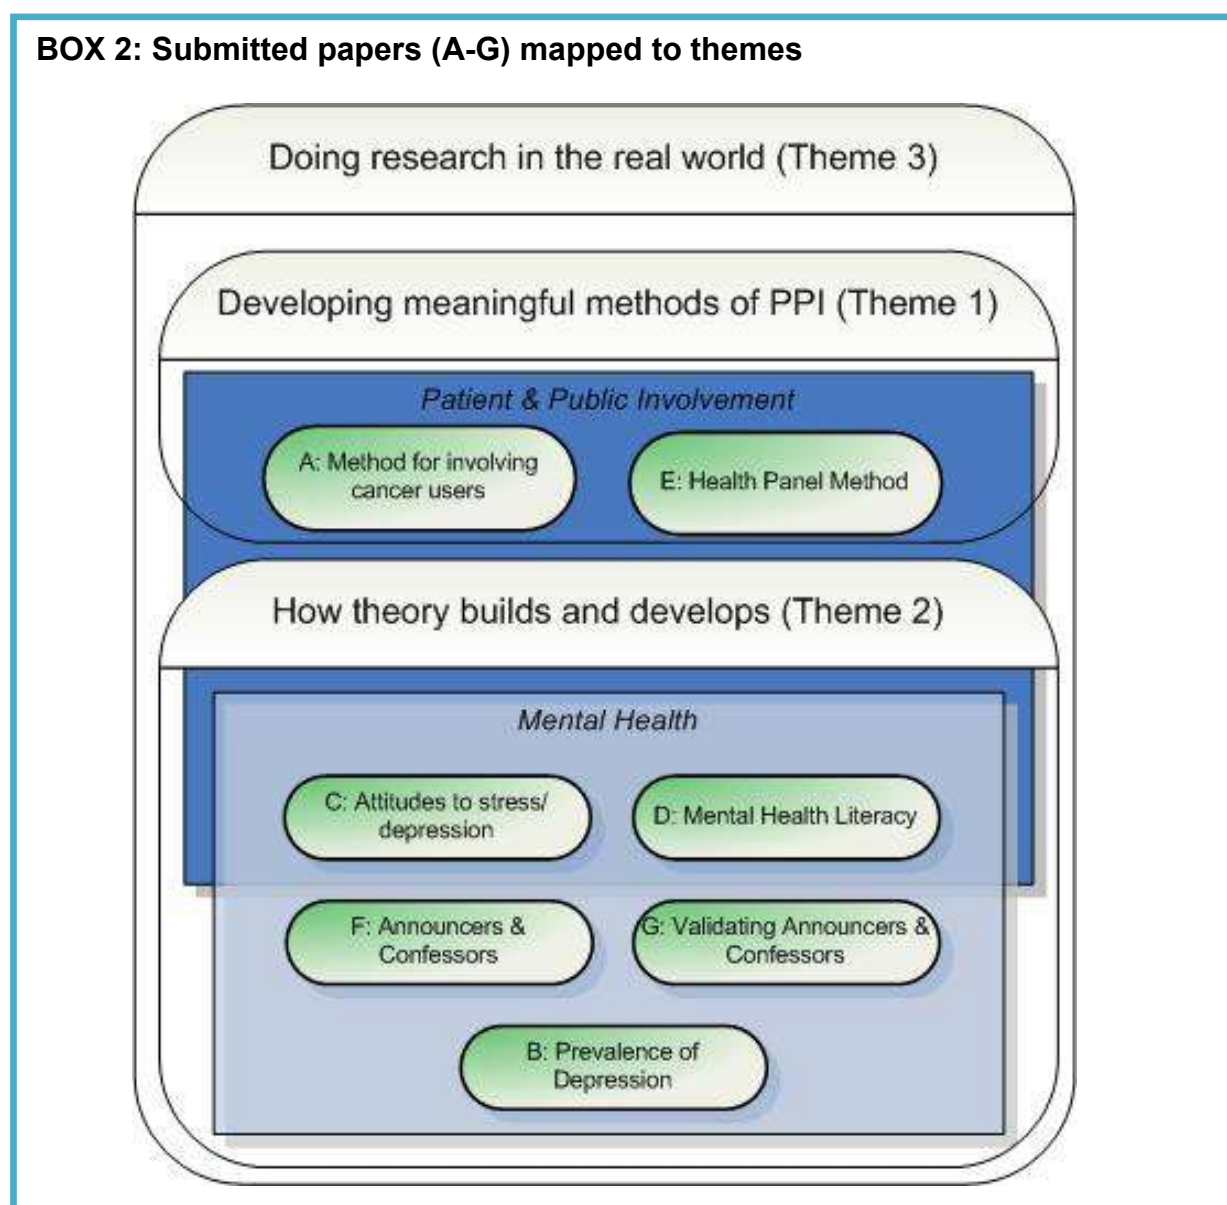 BOX 2: Submitted papers (A-G) mapped to themes
Doing research in the real world (Theme 3)
Developing meaningful methods of PPI (Theme 1)
Patient & Public Involvement
A: Method for involving
cancer users
E: Health Panel Method
How theory builds and develops (Theme 2)
Mental Health
C: Attitudes to stress/
depression
D: Mental Health Literacy
F: Announcers &
Confessors
G: Validating Announcers &
Confessors
B: Prevalence of
Depression